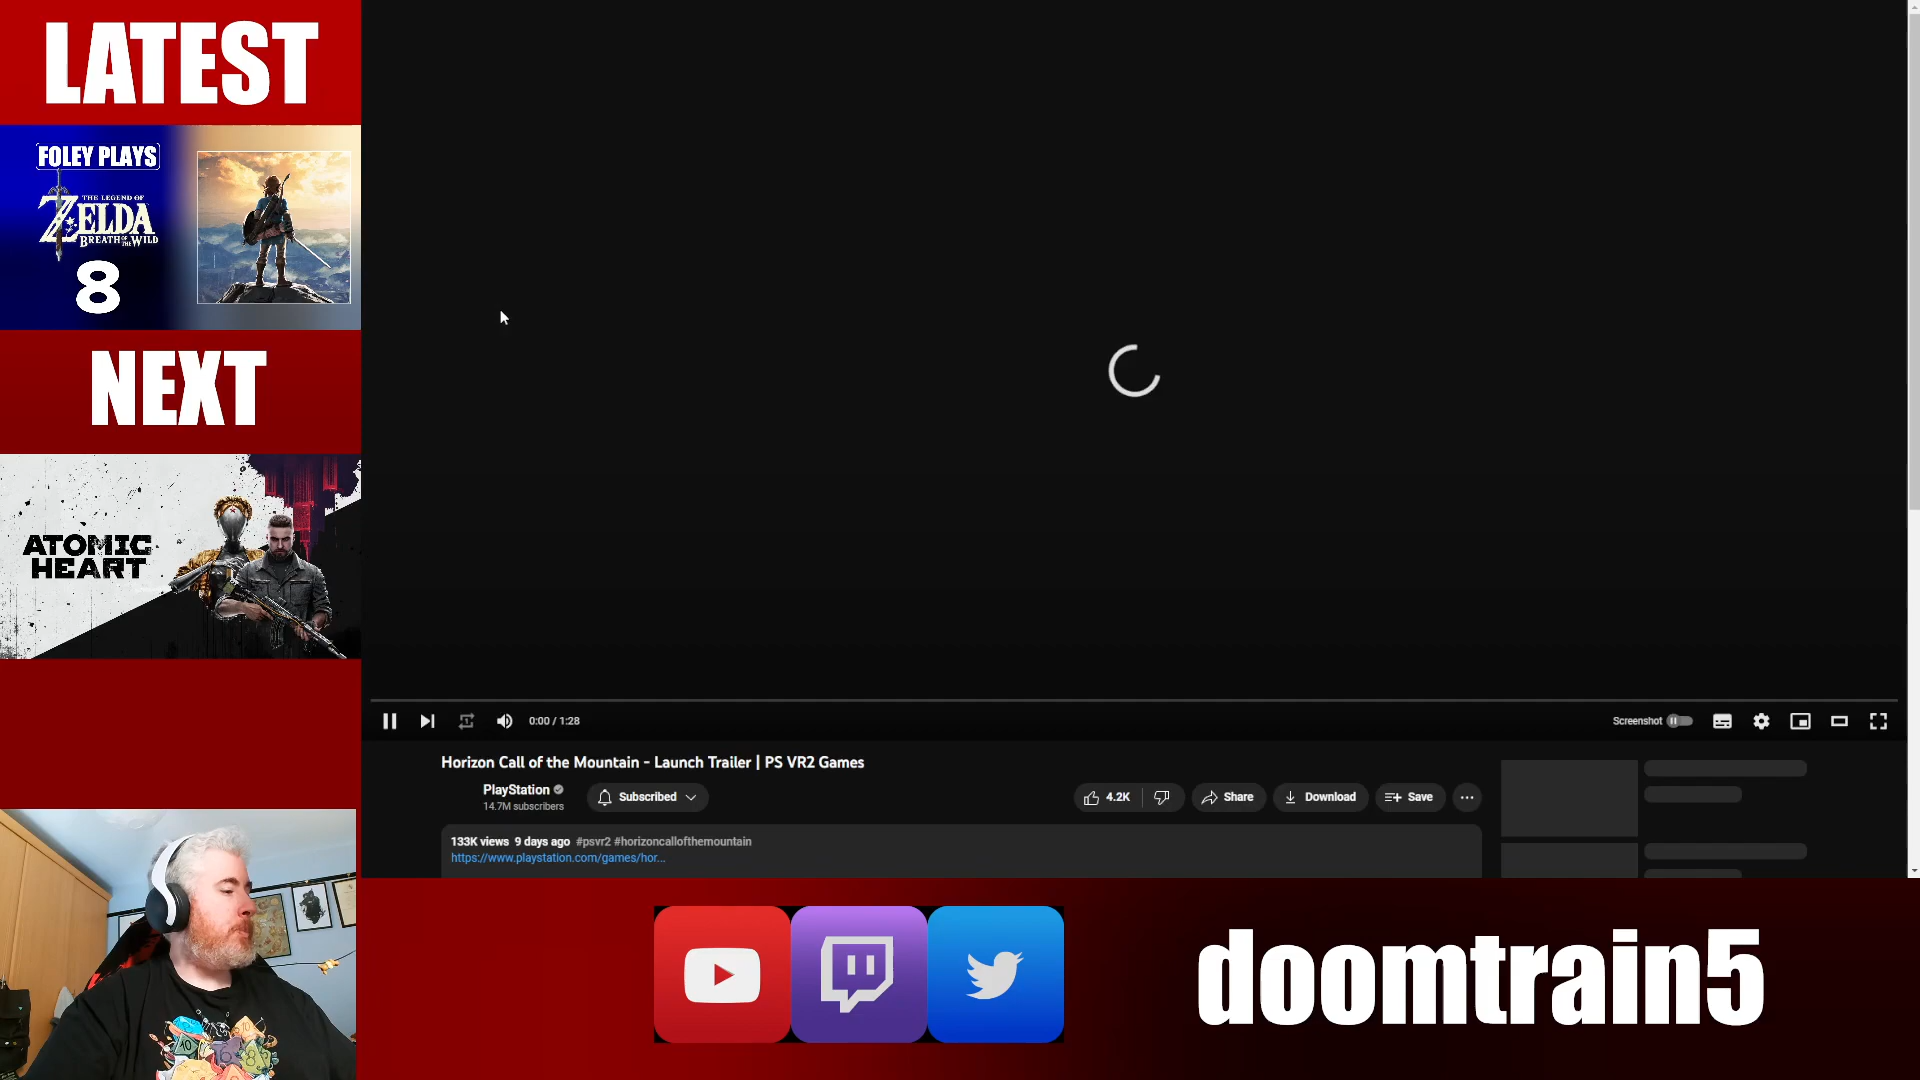 LATEST
FOLEY PLAYS
THE LEGEND OF
ZELDA
BREATH OF THE WILD
8
NEXT
ATOMIC
HEART
0:00 / 1:28
Screenshot
Horizon Call of the Mountain - Launch Trailer | PS VR2 Games
PlayStation
14.7M subscribers
Subscribed
4.2K
Share
Download
Save
133K views 9 days ago #psvr2 #horizoncallofthemountain
https://www.playstation.com/games/hor...
doomtrain5